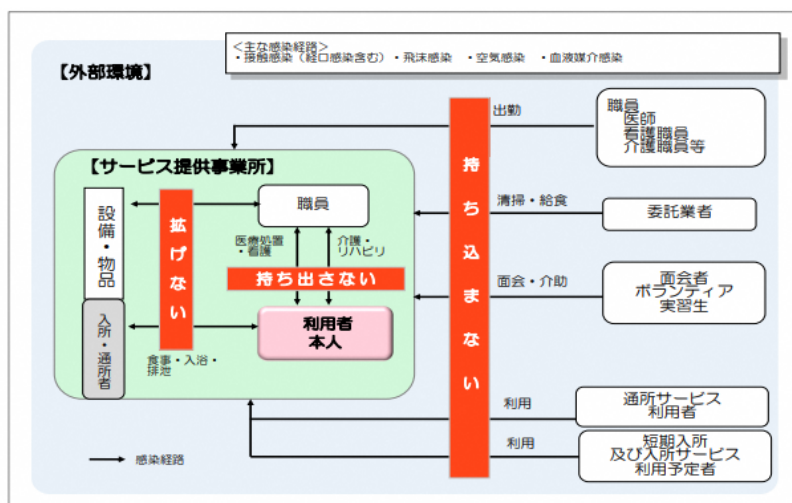 ＜主な感染経路＞
・接触感染（経口感染含む）・飛沫感染　・空気感染　・血液媒介感染
【外部環境】
出勤
職員
医師
看護職員
介護職員等
【サービス提供事業所】
設備・物品
拡げない
職員
医療処置
・看護
介護・
リハビリ
持ち出さない
利用者
本人
入所・通所者
食事・入浴・
排泄
持ち込まない
清掃・給食
委託業者
面会・介助
面会者
ボランティア
実習生
利用
通所サービス
利用者
利用
短期入所
及び入所サービス
利用予定者
感染経路